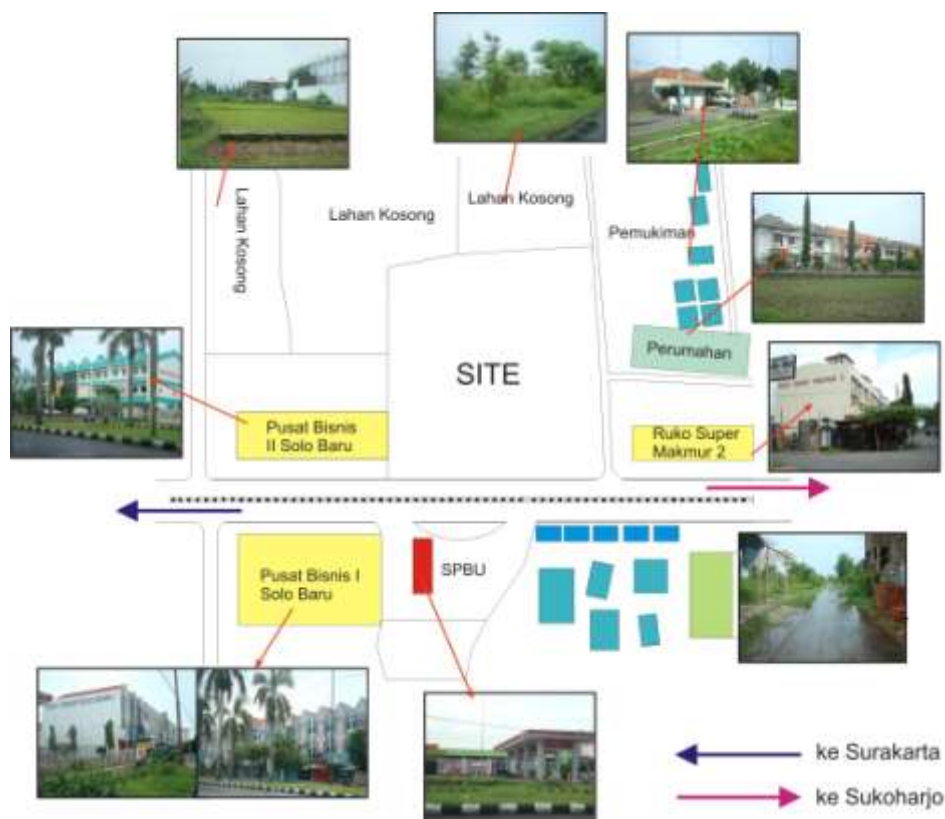 Lahan Kosong
Lahan Kosong
Lahan Kosong
Pemukiman
Perumahan
SITE
Pusat Bisnis
II Solo Baru
Ruko Super
Makmur 2
Pusat Bisnis I
Solo Baru
SPBU
ke Surakarta
ke Sukoharjo